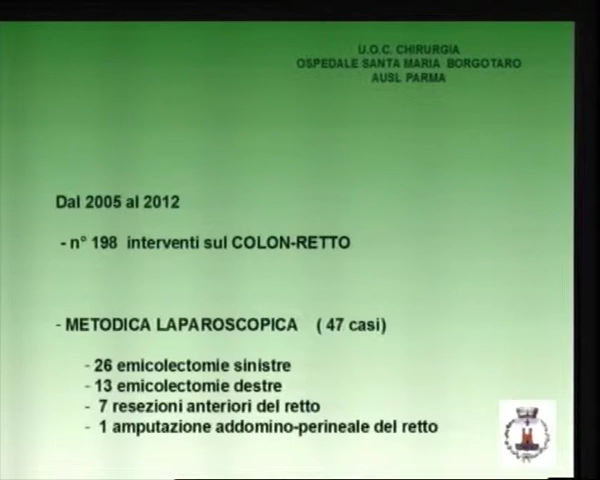 U.O.C. CHIRURGIA
OSPEDALE SANTA MARIA BORGOTARO
AUSL PARMA
Dal 2005 al 2012
- n° 198 interventi sul COLON-RETTO
- METODICA LAPAROSCOPICA ( 47 casi)
- 26 emicolectomie sinistre
- 13 emicolectomie destre
- 7 resezioni anteriori del retto
- 1 amputazione addomino-perineale del retto